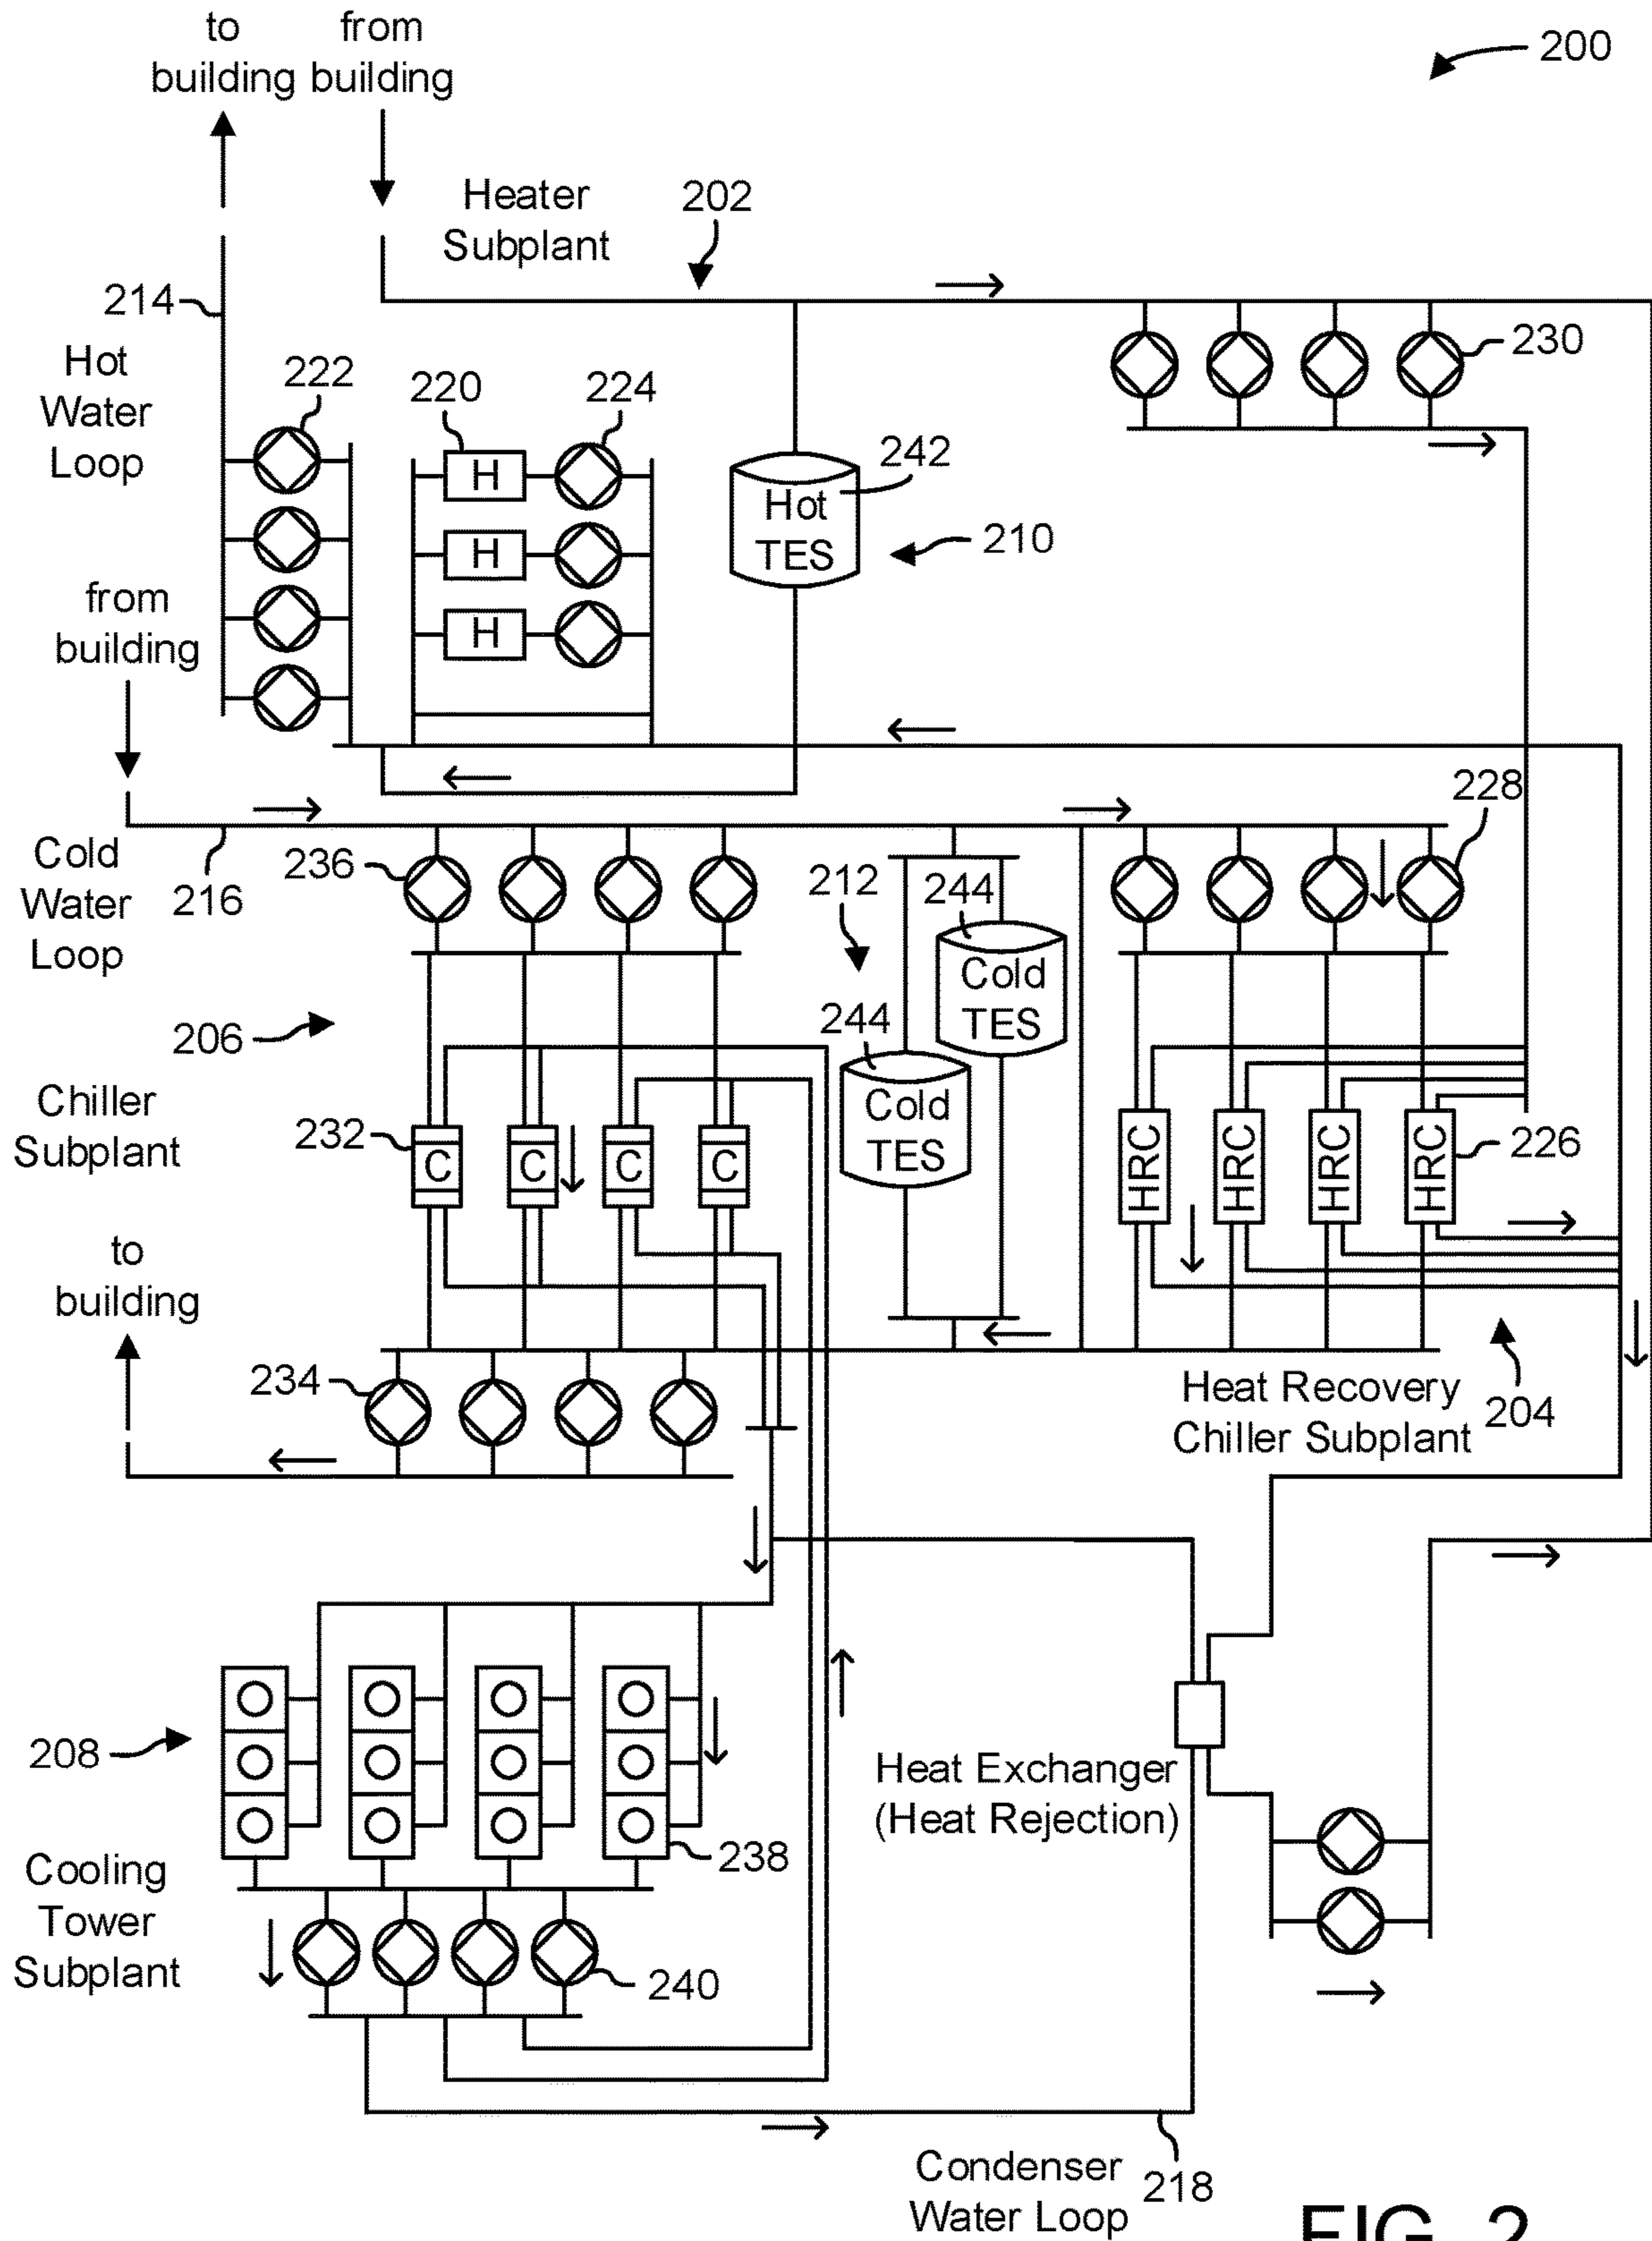 to
building
from
building
200
Heater
Subplant
202
214
Hot
Water
Loop
222
220
224
230
H
H
H
242
Hot
TES
210
from
building
228
Cold
Water
Loop
216
236
212
244
Cold
TES
244
Cold
TES
206
Chiller
Subplant
232
C
C
C
C
HRC
HRC
HRC
HRC
226
to
building
234
Heat Recovery
Chiller Subplant
204
208
Heat Exchanger
(Heat Rejection)
238
Cooling
Tower
Subplant
240
Condenser
Water Loop
218
FIG. 2